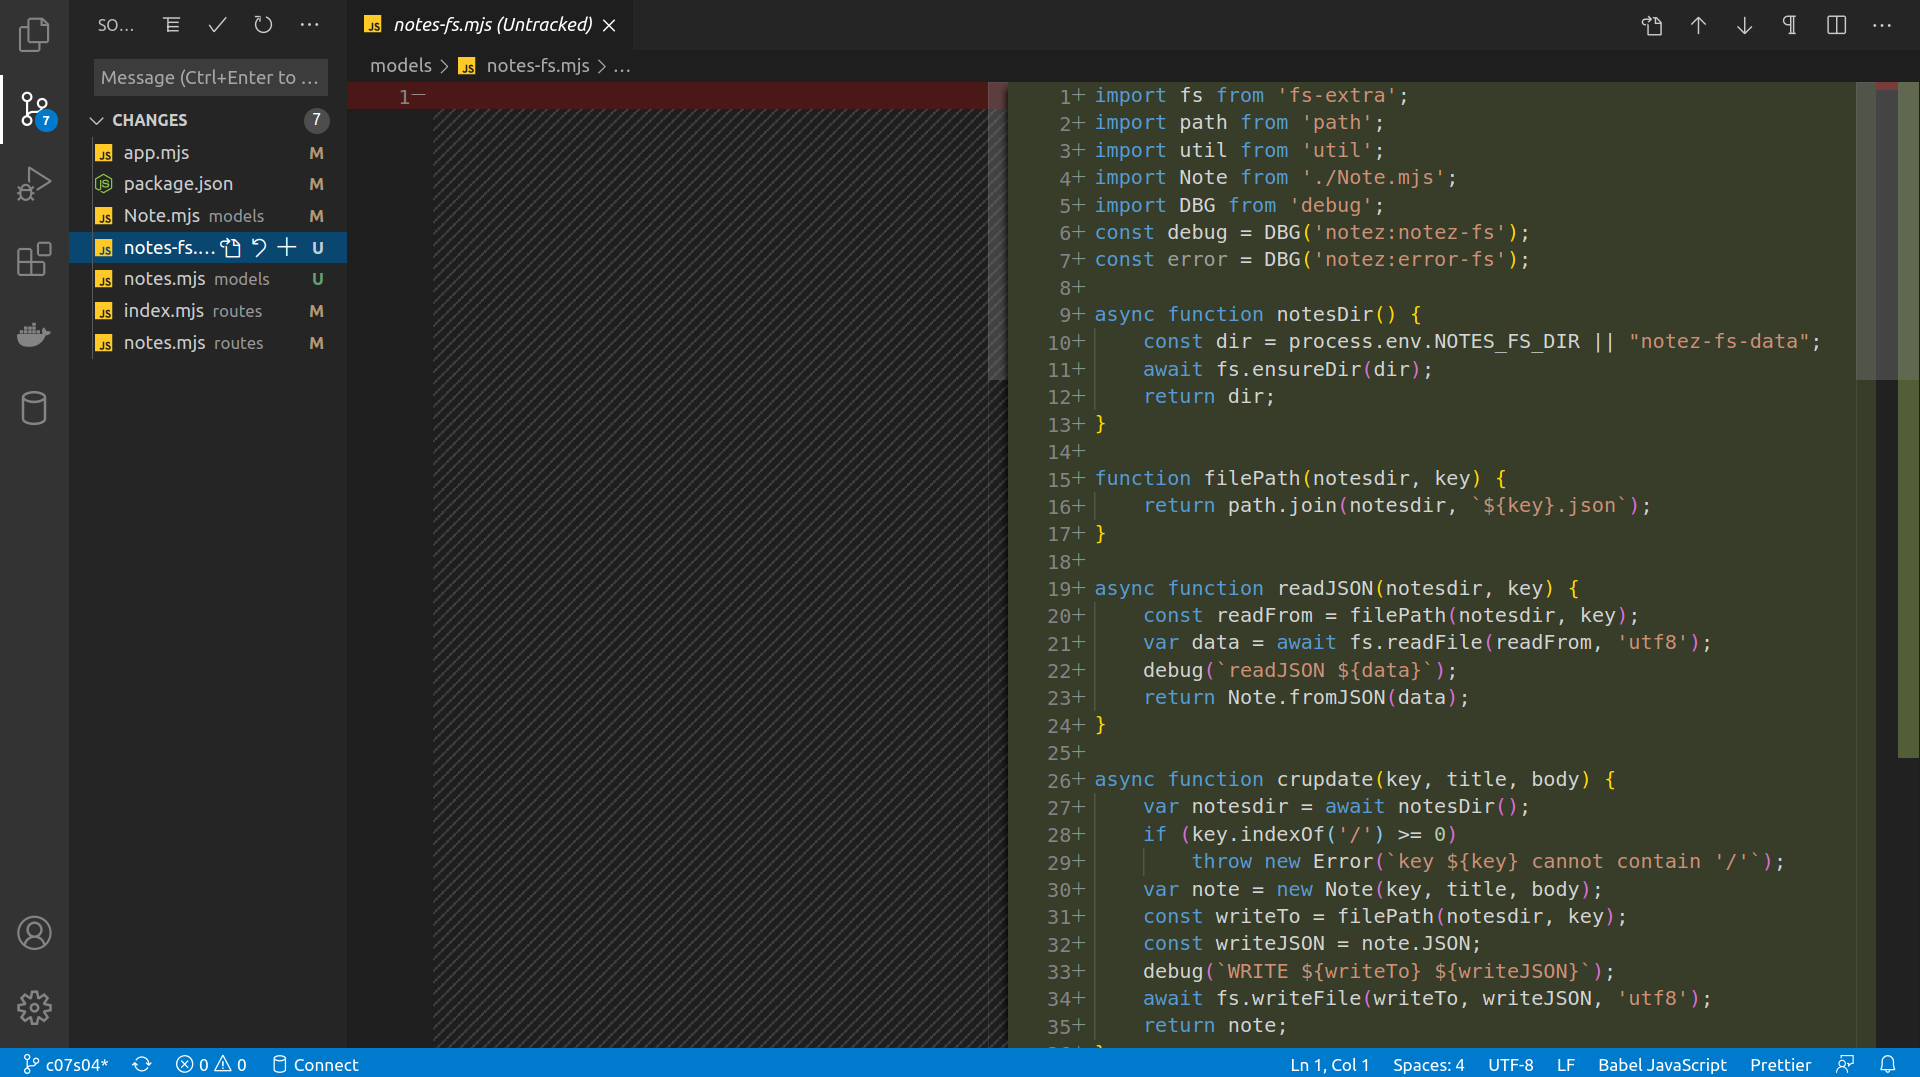 SO...
Message (Ctrl+Enter to ...
CHANGES 7
app.mjs M
package.json M
Note.mjs models M
notes-fs.... U
notes.mjs models U
index.mjs routes M
notes.mjs routes M
7
notes-fs.mjs (Untracked)
models > notes-fs.mjs > ...
1—
1+ import fs from 'fs-extra';
2+ import path from 'path';
3+ import util from 'util';
4+ import Note from './Note.mjs';
5+ import DBG from 'debug';
6+ const debug = DBG('notez:notez-fs');
7+ const error = DBG('notez:error-fs');
8+
9+ async function notesDir() {
10+     const dir = process.env.NOTES_FS_DIR || "notez-fs-data";
11+     await fs.ensureDir(dir);
12+     return dir;
13+ }
14+
15+ function filePath(notesdir, key) {
16+     return path.join(notesdir, `${key}.json`);
17+ }
18+
19+ async function readJSON(notesdir, key) {
20+     const readFrom = filePath(notesdir, key);
21+     var data = await fs.readFile(readFrom, 'utf8');
22+     debug(`readJSON ${data}`);
23+     return Note.fromJSON(data);
24+ }
25+
26+ async function crupdate(key, title, body) {
27+     var notesdir = await notesDir();
28+     if (key.indexOf('/') >= 0)
29+         throw new Error(`key ${key} cannot contain '/'`);
30+     var note = new Note(key, title, body);
31+     const writeTo = filePath(notesdir, key);
32+     const writeJSON = note.JSON;
33+     debug(`WRITE ${writeTo} ${writeJSON}`);
34+     await fs.writeFile(writeTo, writeJSON, 'utf8');
35+     return note;
c07s04* 0 0 Connect Ln 1, Col 1 Spaces: 4 UTF-8 LF Babel JavaScript Prettier